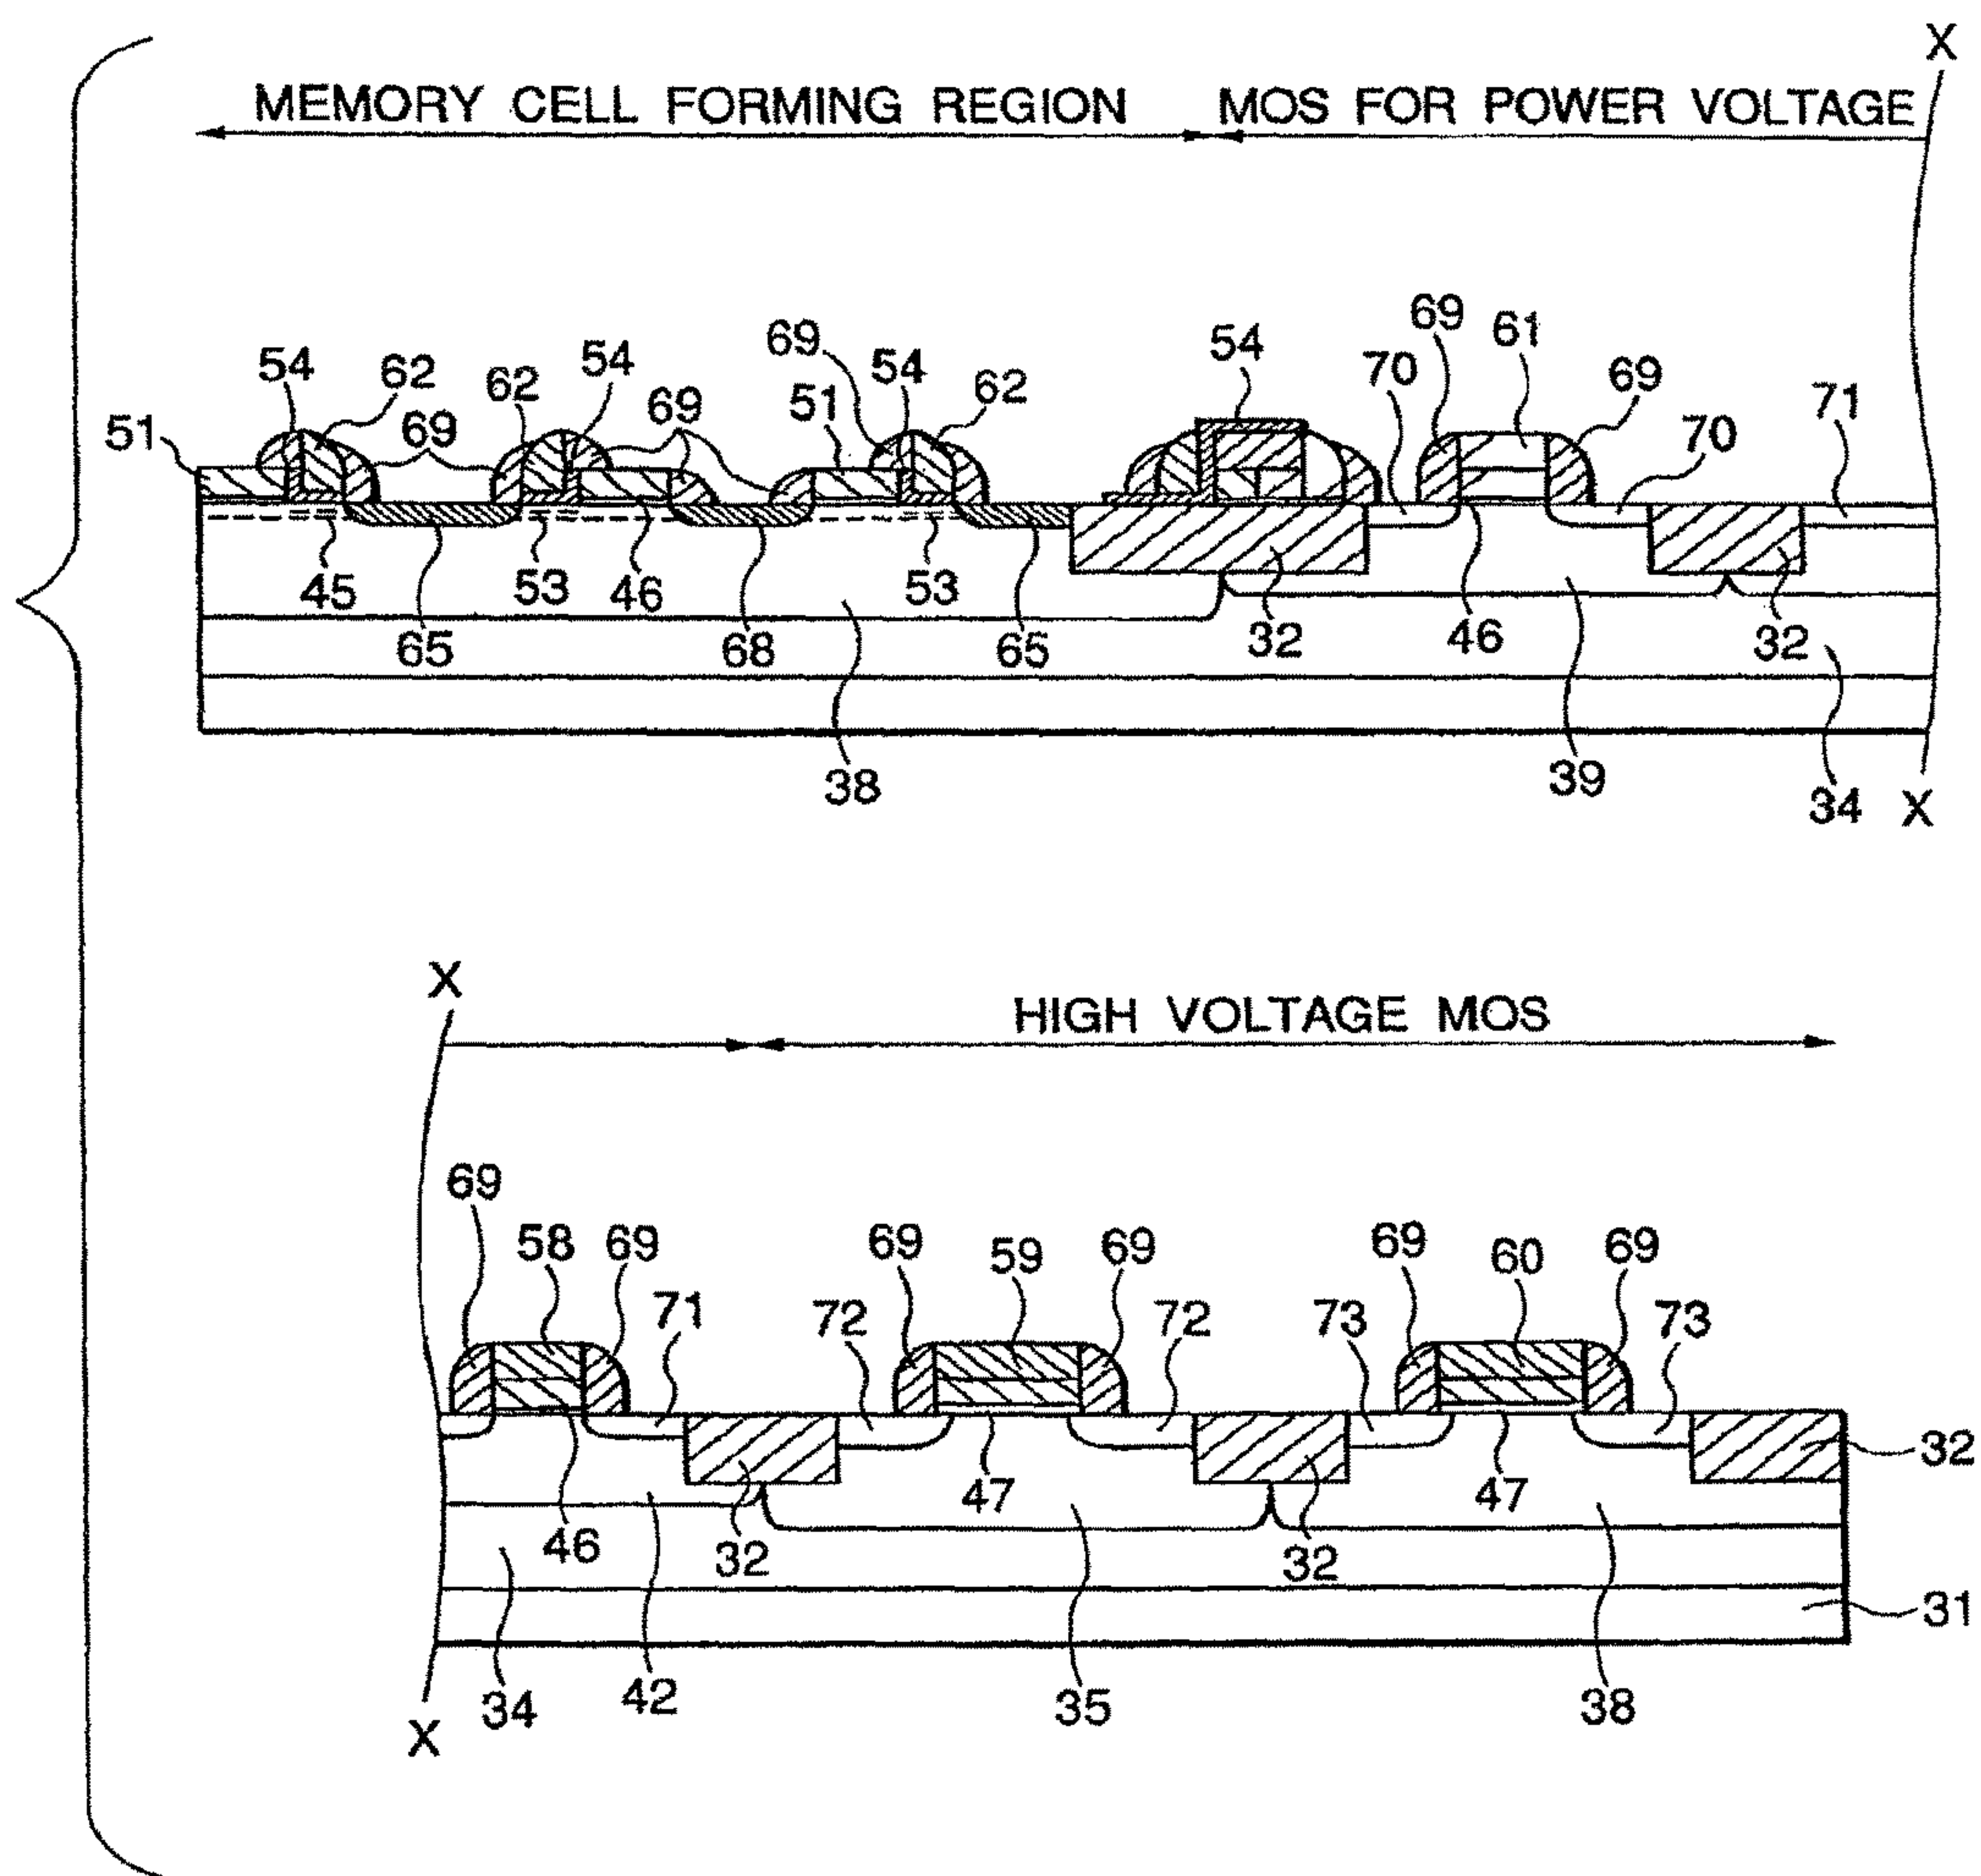 X
MEMORY CELL FORMING REGION MOS FOR POWER VOLTAGE
69 61
54 69 54 54
54 62 62 69 51 62 70 69 71
51 69 70
45 53 46 53
65 68 65 32 46 32
38 39 34 X
X
HIGH VOLTAGE MOS
69
58 69 69 59 69 69 60 69
71 72 72 73 73
32
46 32 47 32 47
31
34 42 35 38
X